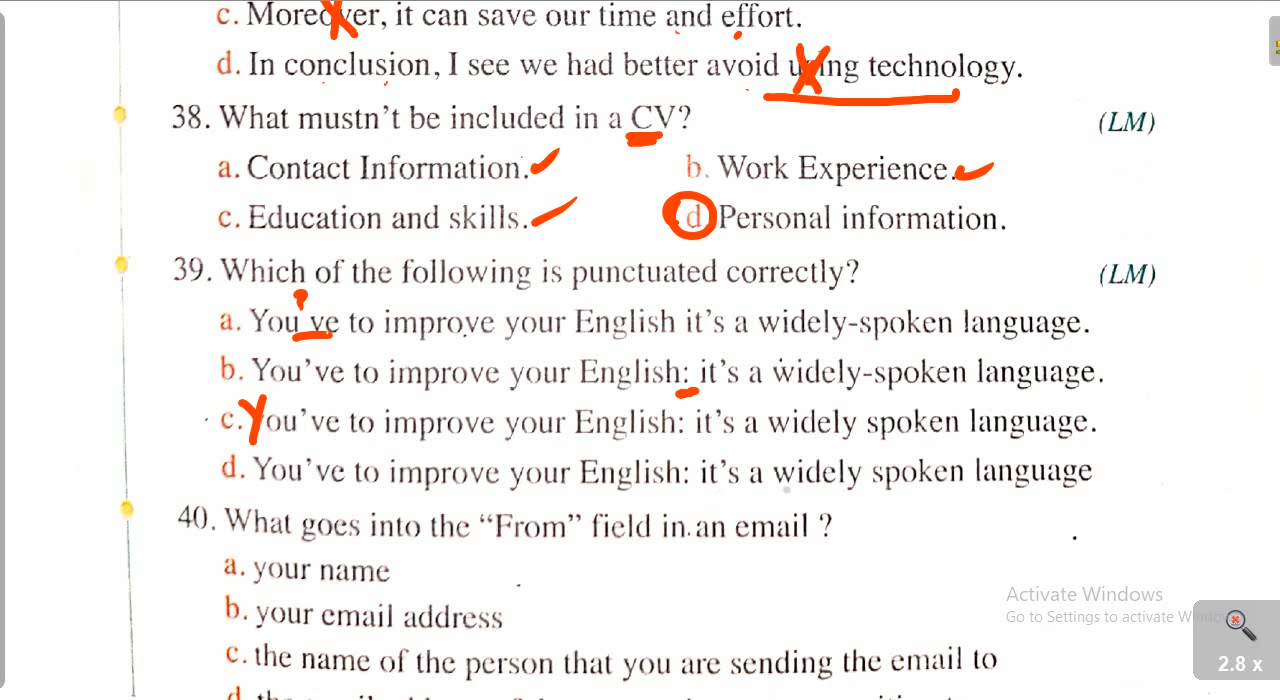 c. Moreover, it can save our time and effort.
d. In conclusion, I see we had better avoid using technology.
38. What mustn't be included in a CV? (LM)
a. Contact Information. b. Work Experience.
c. Education and skills. d Personal information.
39. Which of the following is punctuated correctly? (LM)
a. You ve to improve your English it's a widely-spoken language.
b. You've to improve your English: it's a widely-spoken language.
c. You've to improve your English: it's a widely spoken language.
d. You've to improve your English: it's a widely spoken language
40. What goes into the “From” field in an email ?
a. your name
b. your email address
c. the name of the person that you are sending the email to
Activate Windows
Go to Settings to activate
2.8 x